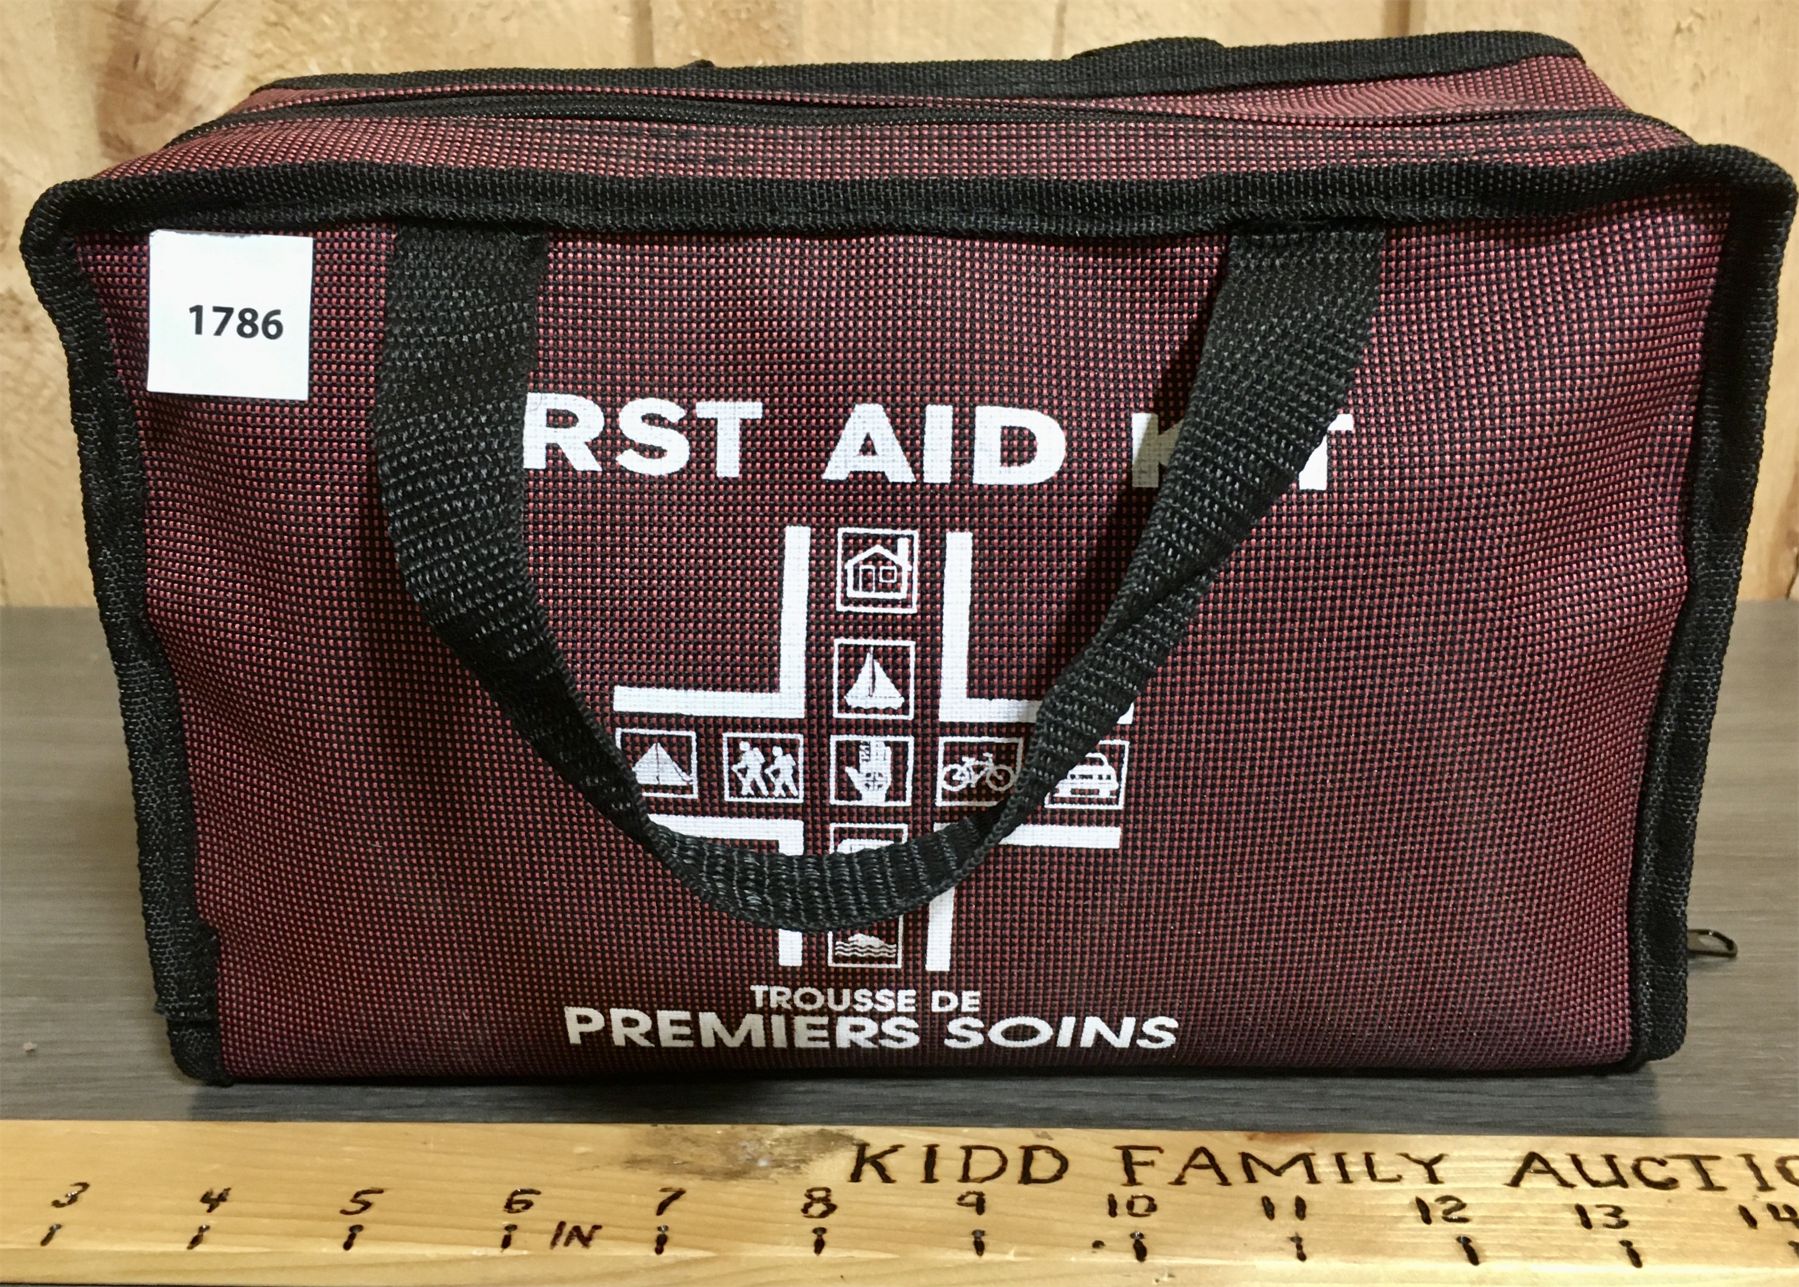 1786
RST AID K T
TROUSSE DE
PREMIERS SOINS
KIDD FAMILY AUCTIO
3 4 5 6 IN 7 8 9 10 11 12 13 14